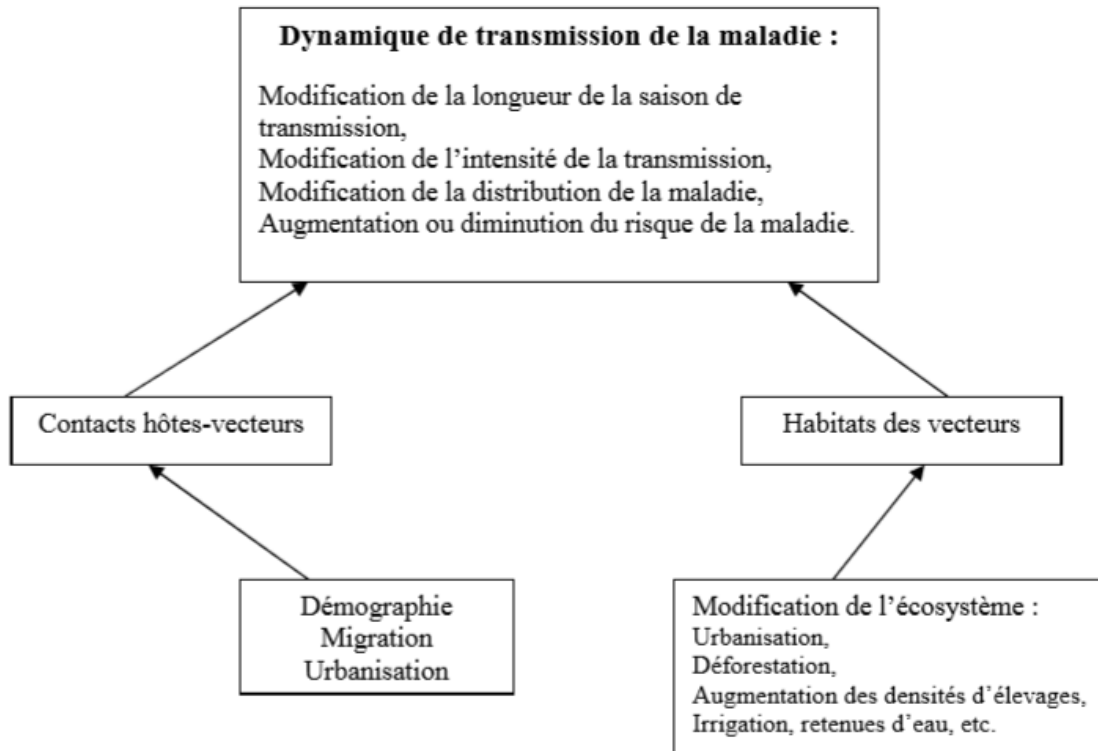 Dynamique de transmission de la maladie :
Modification de la longueur de la saison de
transmission,
Modification de l’intensité de la transmission,
Modification de la distribution de la maladie,
Augmentation ou diminution du risque de la maladie.
Contacts hôtes-vecteurs
Habitats des vecteurs
Démographie
Migration
Urbanisation
Modification de l’écosystème :
Urbanisation,
Déforestation,
Augmentation des densités d’élevages,
Irrigation, retenues d’eau, etc.